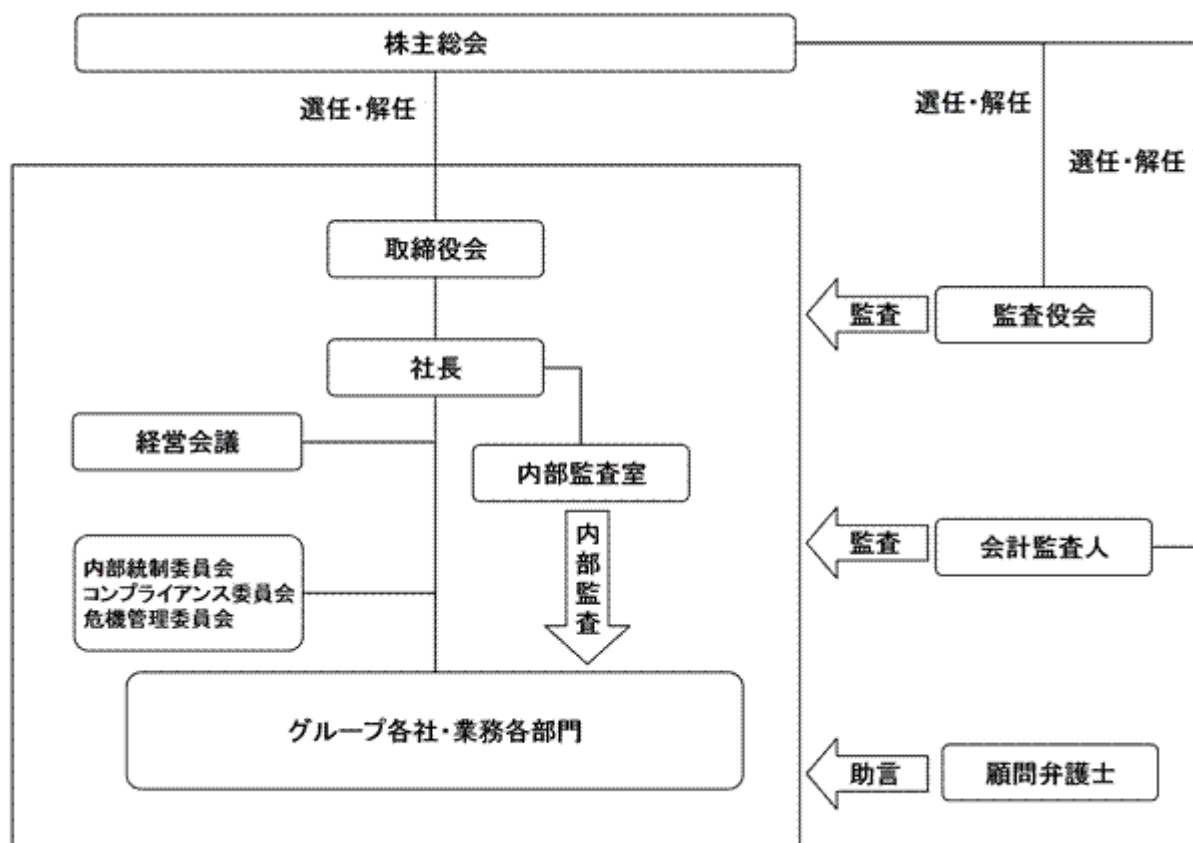 株主総会
選任・解任
選任・解任
選任・解任
取締役会
監査
監査役会
社長
経営会議
内部監査室
内部監査
監査
会計監査人
内部統制委員会
コンプライアンス委員会
危機管理委員会
グループ各社・業務各部門
助言
顧問弁護士